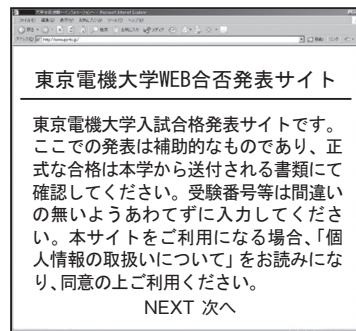 東京電機大学WEB合否発表サイト
東京電機大学入試合格発表サイトです。
ここでの発表は補助的なものであり、正
式な合格は本学から送付される書類にて
確認してください。受験番号等は間違い
の無いようあわてずに入力してくださ
い。本サイトをご利用になる場合、「個
人情報の取扱いについて」をお読みにな
り、同意の上ご利用ください。
NEXT 次へ